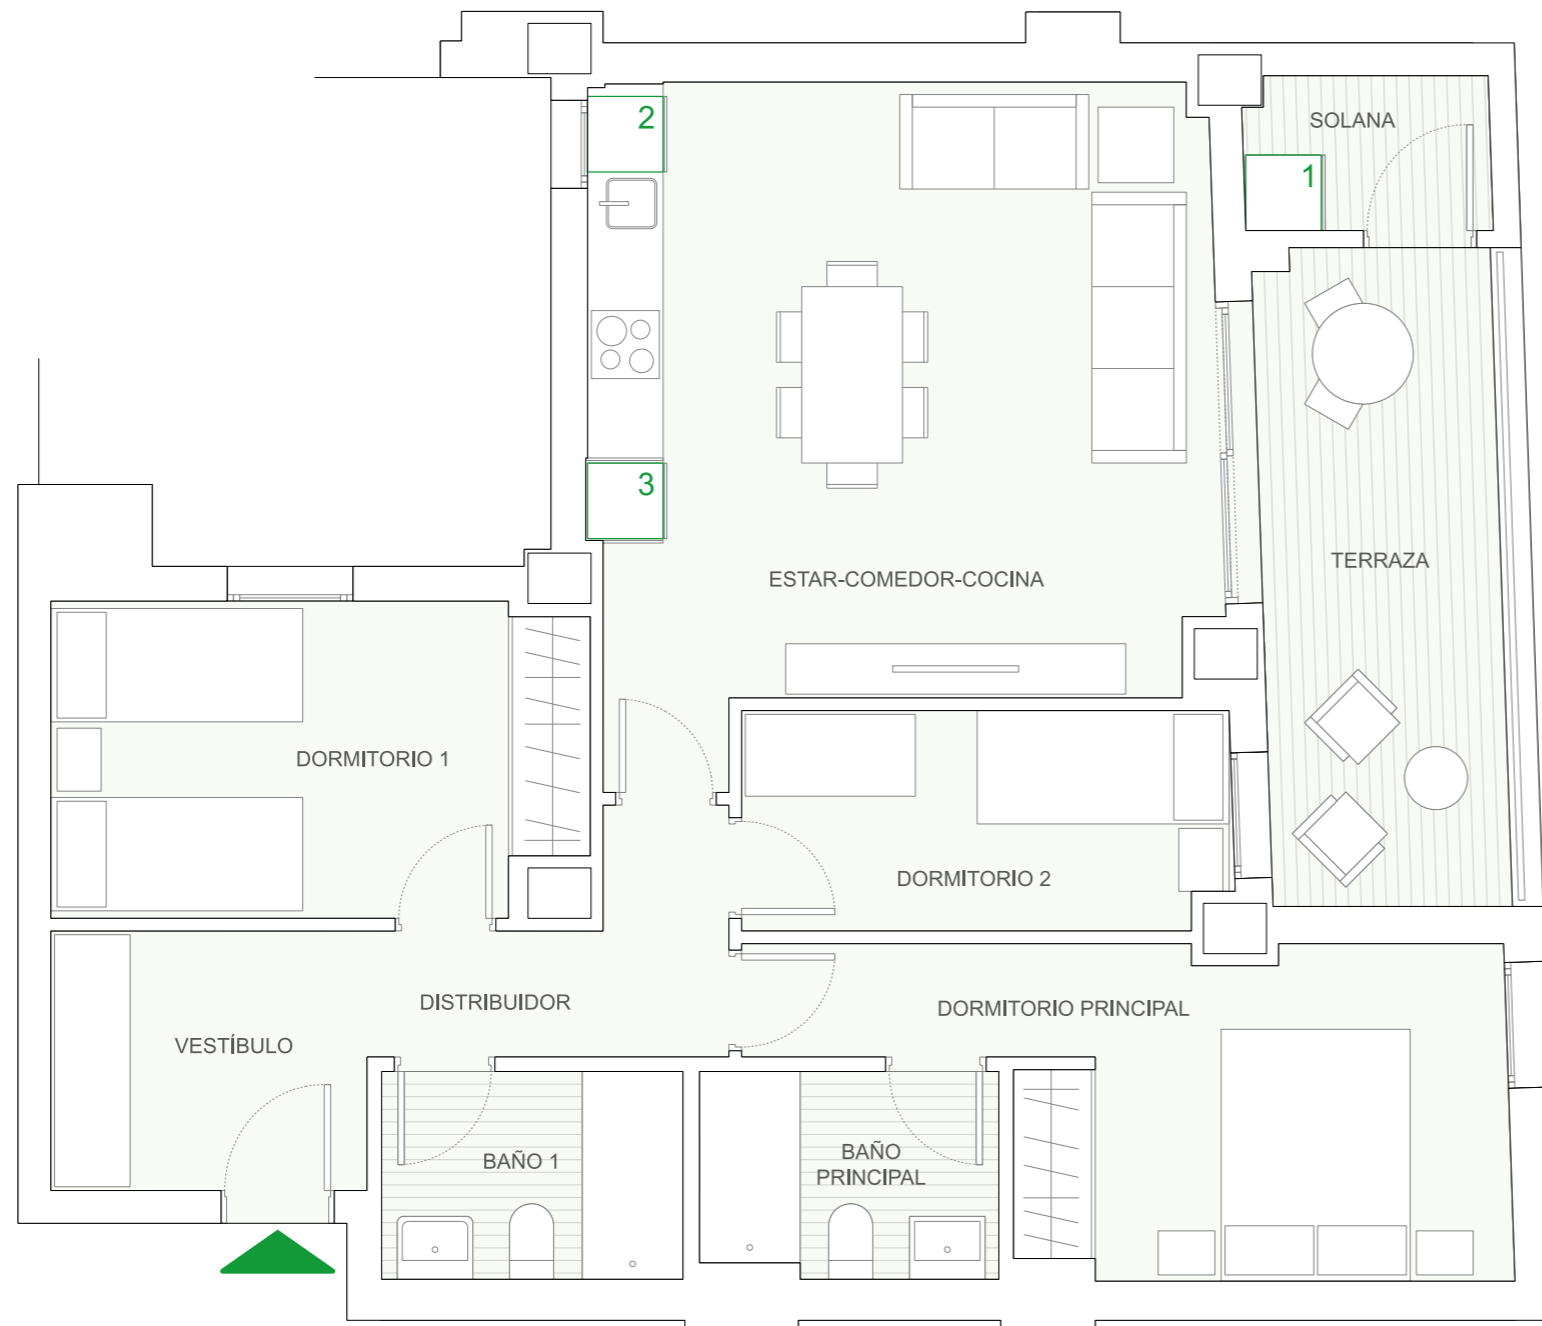 2
SOLANA
1
3
ESTAR-COMEDOR-COCINA
TERRAZA
DORMITORIO 1
DORMITORIO 2
DISTRIBUIDOR
DORMITORIO PRINCIPAL
VESTÍBULO
BAÑO 1
BAÑO
PRINCIPAL